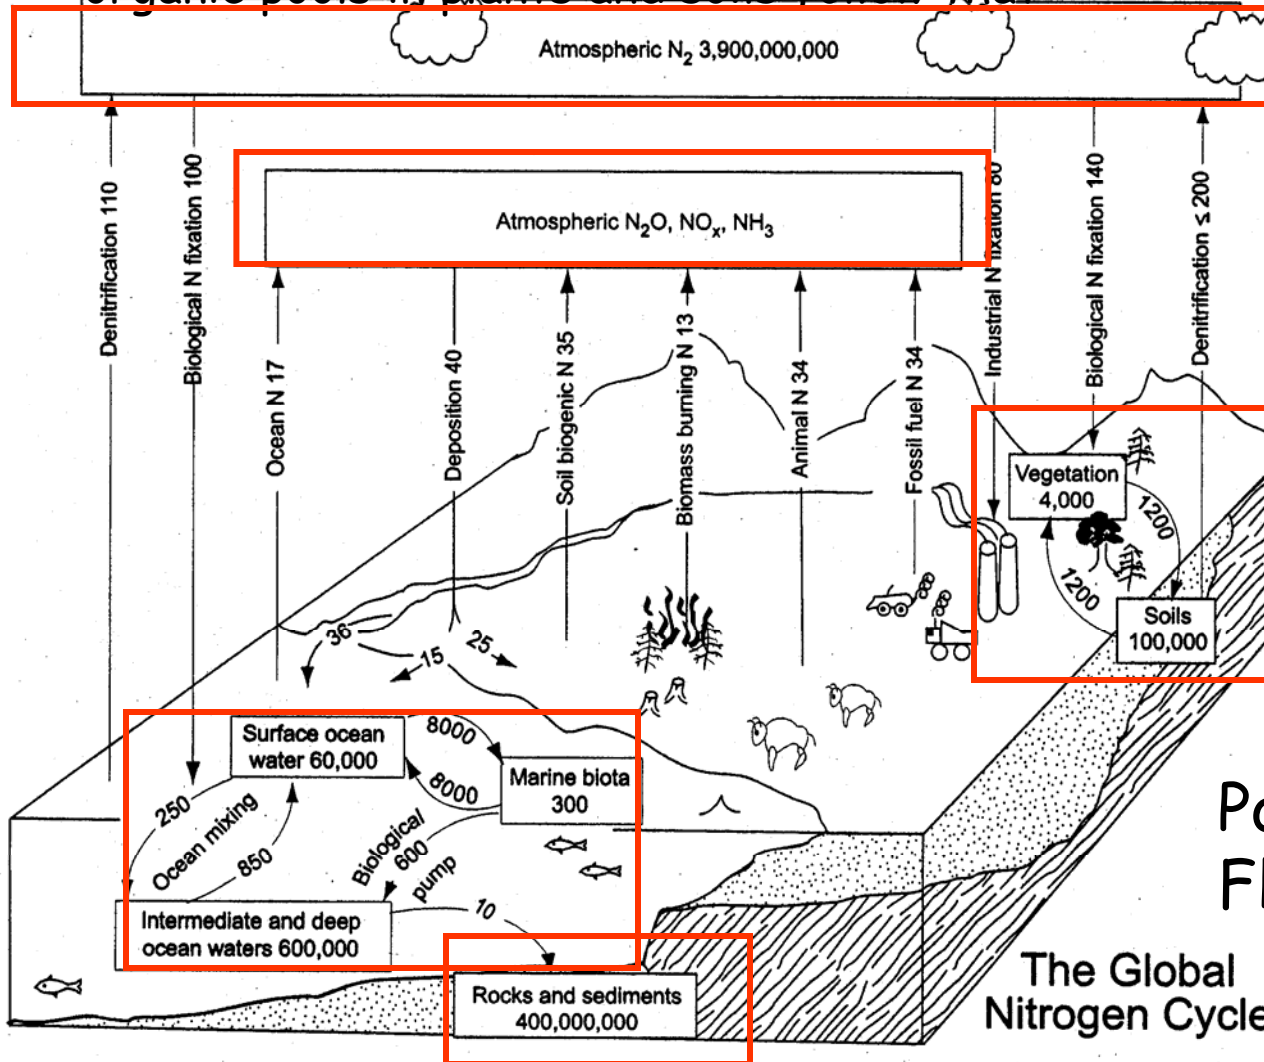 Atmospheric N₂ 3,900,000,000
Atmospheric N₂O, NOₓ, NH₃
Denitrification 110
Biological N fixation 100
Ocean N 17
Deposition 40
Soil biogenic N 35
Biomass burning N 13
Animal N 34
Fossil fuel N 34
Industrial N fixation 80
Biological N fixation 140
Denitrification ≤ 200
Vegetation
4,000
1200
1200
Soils
100,000
36
15
25
Surface ocean
water 60,000
8000
8000
Marine biota
300
250
Ocean mixing
850
Biological
600
pump
Intermediate and deep
ocean waters 600,000
10
Rocks and sediments
400,000,000
The Global
Nitrogen Cycle